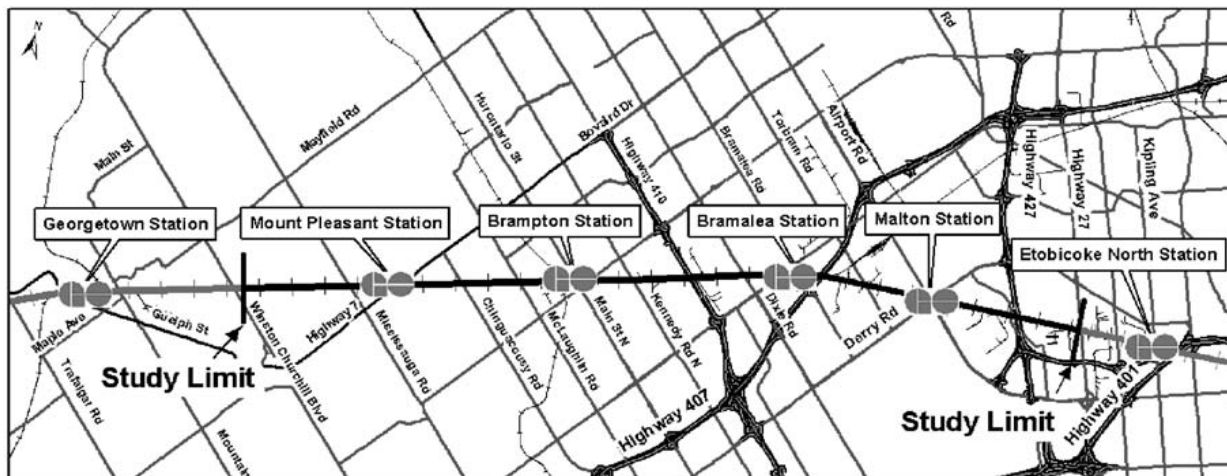 N
Main St
Mayfield Rd
Hurontario St
Bovaird Dr
Highway 410
Bramalea Rd
Torbram Rd
Airport Rd
Rd
Highway 427
Highway 27
Kipling Ave
Georgetown Station
Mount Pleasant Station
Brampton Station
Bramalea Station
Malton Station
Etobicoke North Station
Maple Ave
Guelph St
Trafalgar Rd
Mountain
Winston Churchill Blvd
Highway 7
Mississauga Rd
Chinguacousy Rd
McLaughlin Rd
Main St N
Kennedy Rd N
Dixie Rd
Derry Rd
Highway 407
Highway 401
Study Limit
Study Limit